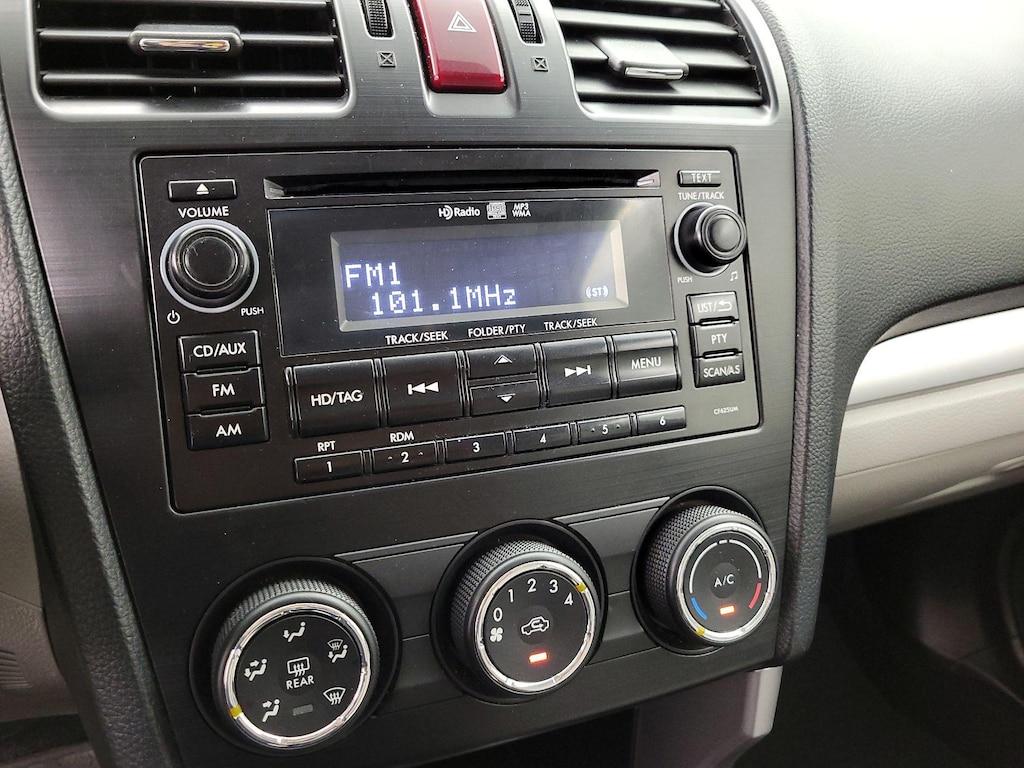 TEXT
VOLUME
TUNE/TRACK
HD Radio
MP3
WMA
FM1
101.1MHz
(ST)
PUSH
PUSH
TRACK/SEEK
FOLDER/PTY
TRACK/SEEK
LIST/
CD/AUX
PTY
FM
HD/TAG
MENU
SCAN/A.S
AM
CF625UM
RPT
RDM
1
2
3
4
5
6
REAR
0
1
2
3
4
A/C